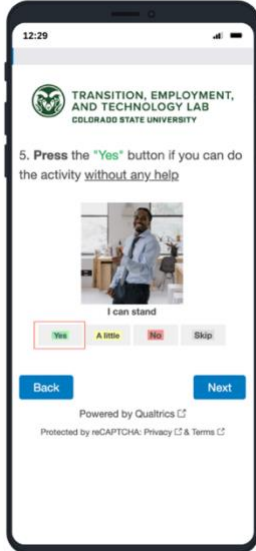 12:29
TRANSITION, EMPLOYMENT,
AND TECHNOLOGY LAB
COLORADO STATE UNIVERSITY
5. Press the "Yes" button if you can do
the activity without any help
I can stand
Yes A little No Skip
Back Next
Powered by Qualtrics
Protected by reCAPTCHA: Privacy & Terms